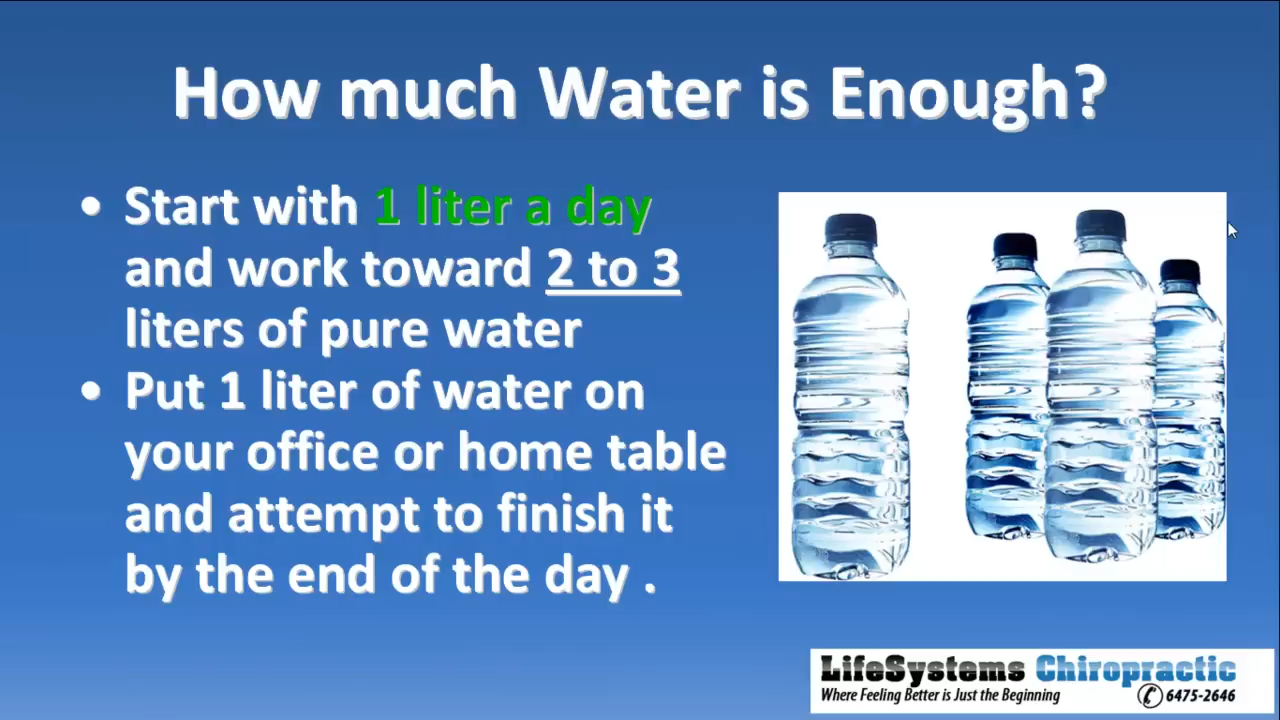 How much Water is Enough?
• Start with 1 liter a day
and work toward 2 to 3
liters of pure water
• Put 1 liter of water on
your office or home table
and attempt to finish it
by the end of the day .
LifeSystems Chiropractic
Where Feeling Better is Just the Beginning 6475-2646